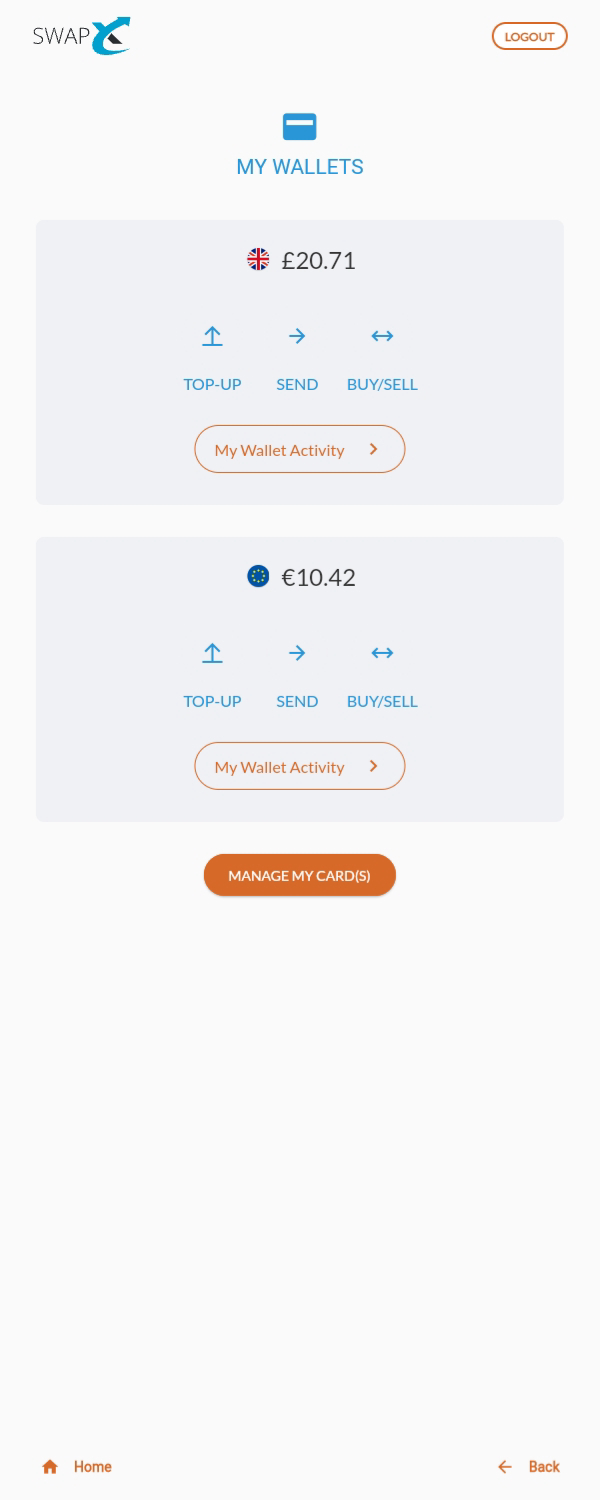 SWAP
LOGOUT
MY WALLETS
£20.71
TOP-UP SEND BUY/SELL
My Wallet Activity
€10.42
TOP-UP SEND BUY/SELL
My Wallet Activity
MANAGE MY CARD(S)
Home Back